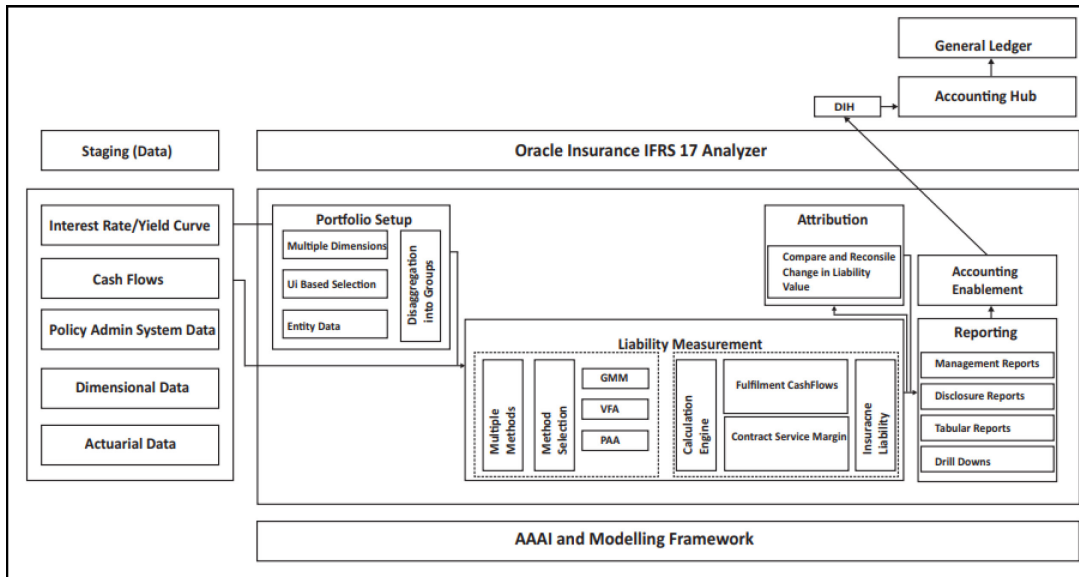 General Ledger
Accounting Hub
DIH
Staging (Data)
Oracle Insurance IFRS 17 Analyzer
Interest Rate/Yield Curve
Cash Flows
Policy Admin System Data
Dimensional Data
Actuarial Data
Portfolio Setup
Multiple Dimensions
Ui Based Selection
Entity Data
Disaggregation
into Groups
Attribution
Compare and Reconcile
Change in Liability
Value
Accounting
Enablement
Liability Measurement
Multiple
Methods
Method
Selection
GMM
VFA
PAA
Calculation
Engine
Fulfilment CashFlows
Contract Service Margin
Insuracne
Liability
Reporting
Management Reports
Disclosure Reports
Tabular Reports
Drill Downs
AAAI and Modelling Framework